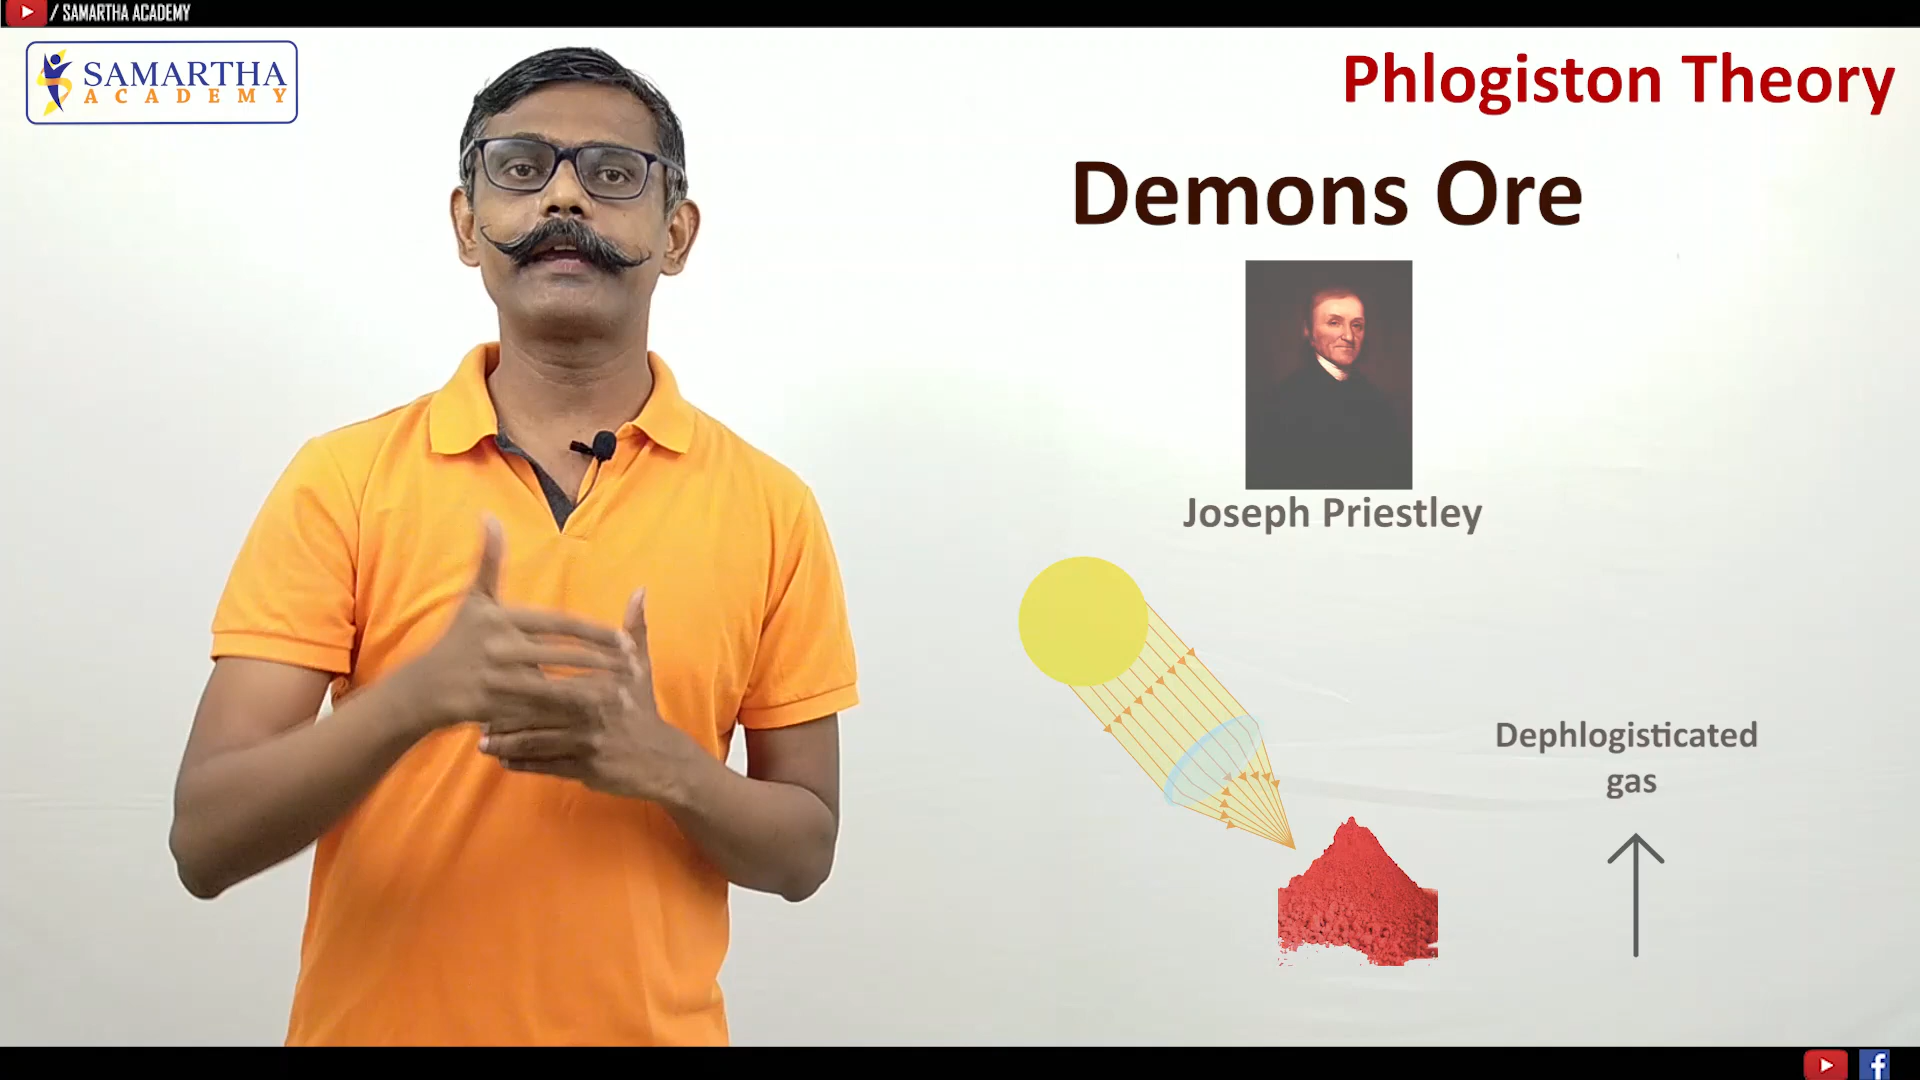 / SAMARTHA ACADEMY
SAMARTHA
ACADEMY
Phlogiston Theory
Demons Ore
Joseph Priestley
Dephlogisticated
gas